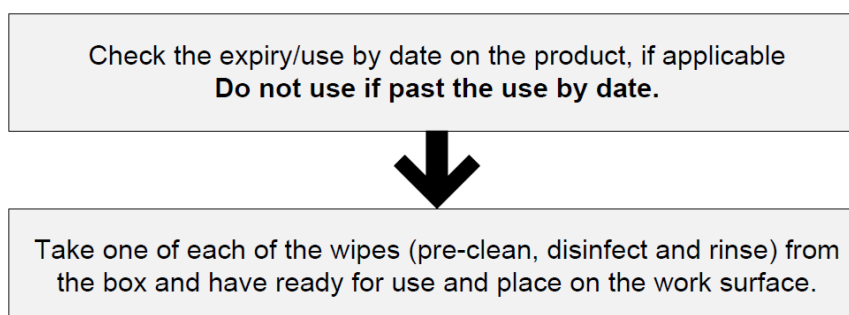 Check the expiry/use by date on the product, if applicable
Do not use if past the use by date.
Take one of each of the wipes (pre-clean, disinfect and rinse) from
the box and have ready for use and place on the work surface.